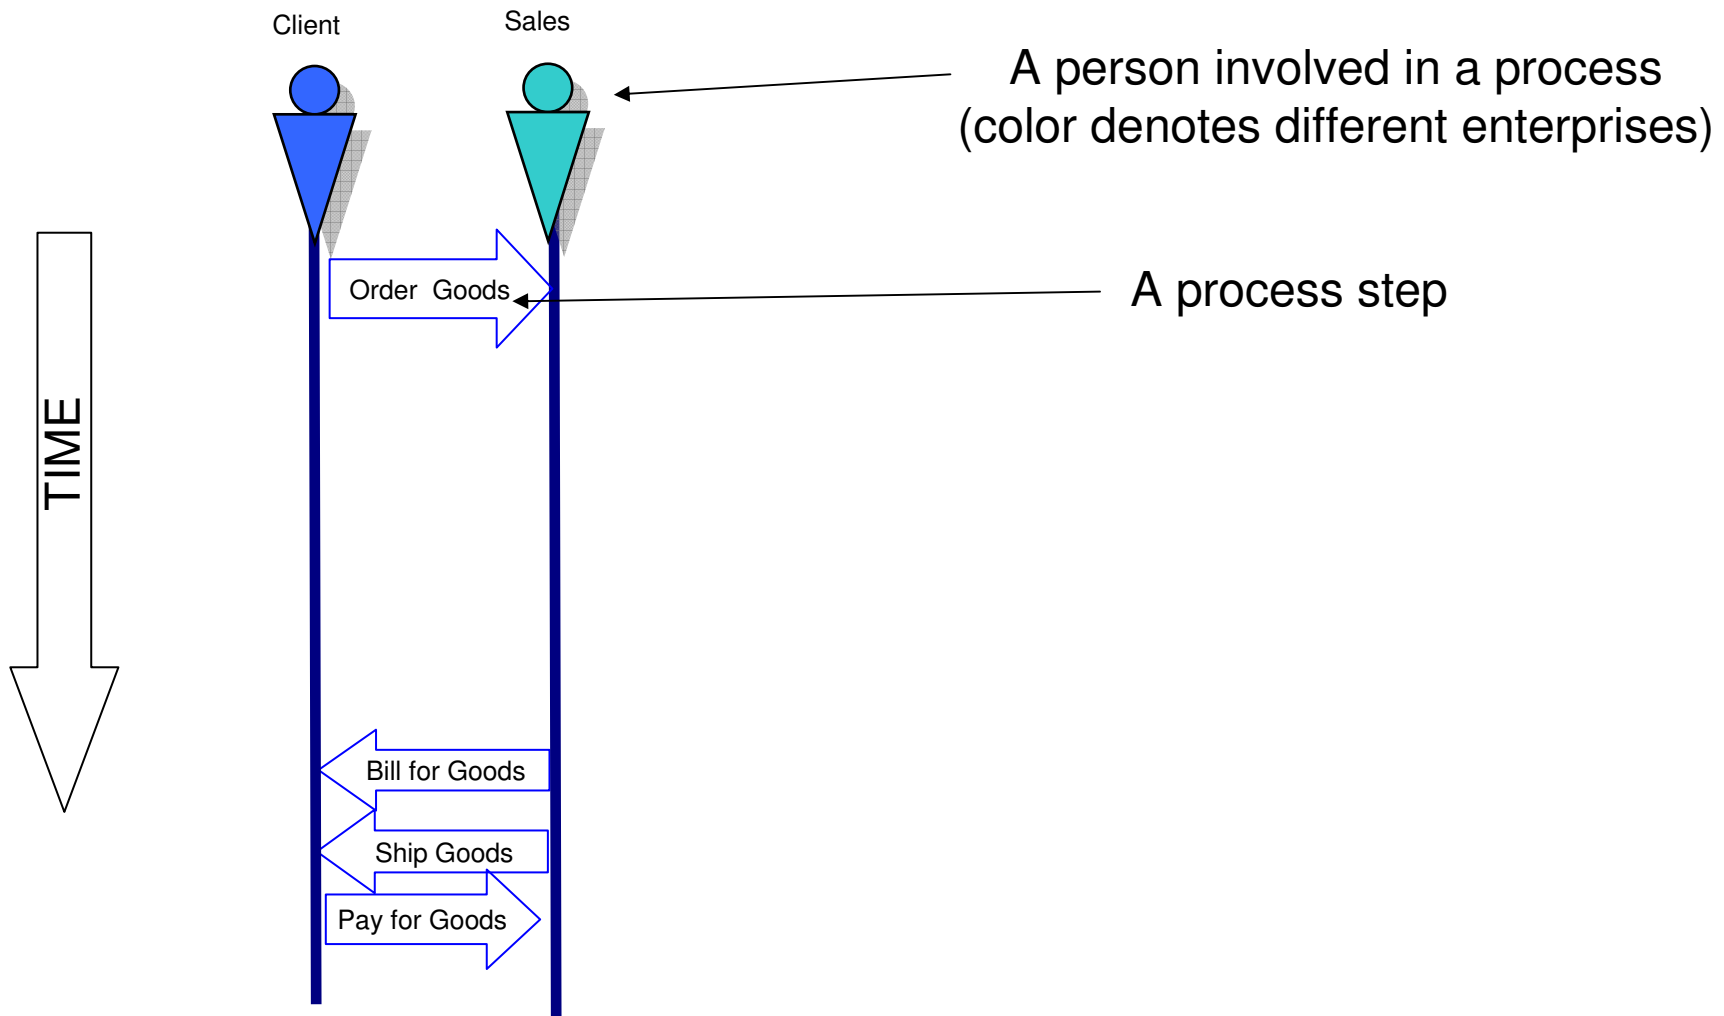 Client
Sales
A person involved in a process
(color denotes different enterprises)
Order Goods
A process step
TIME
Bill for Goods
Ship Goods
Pay for Goods